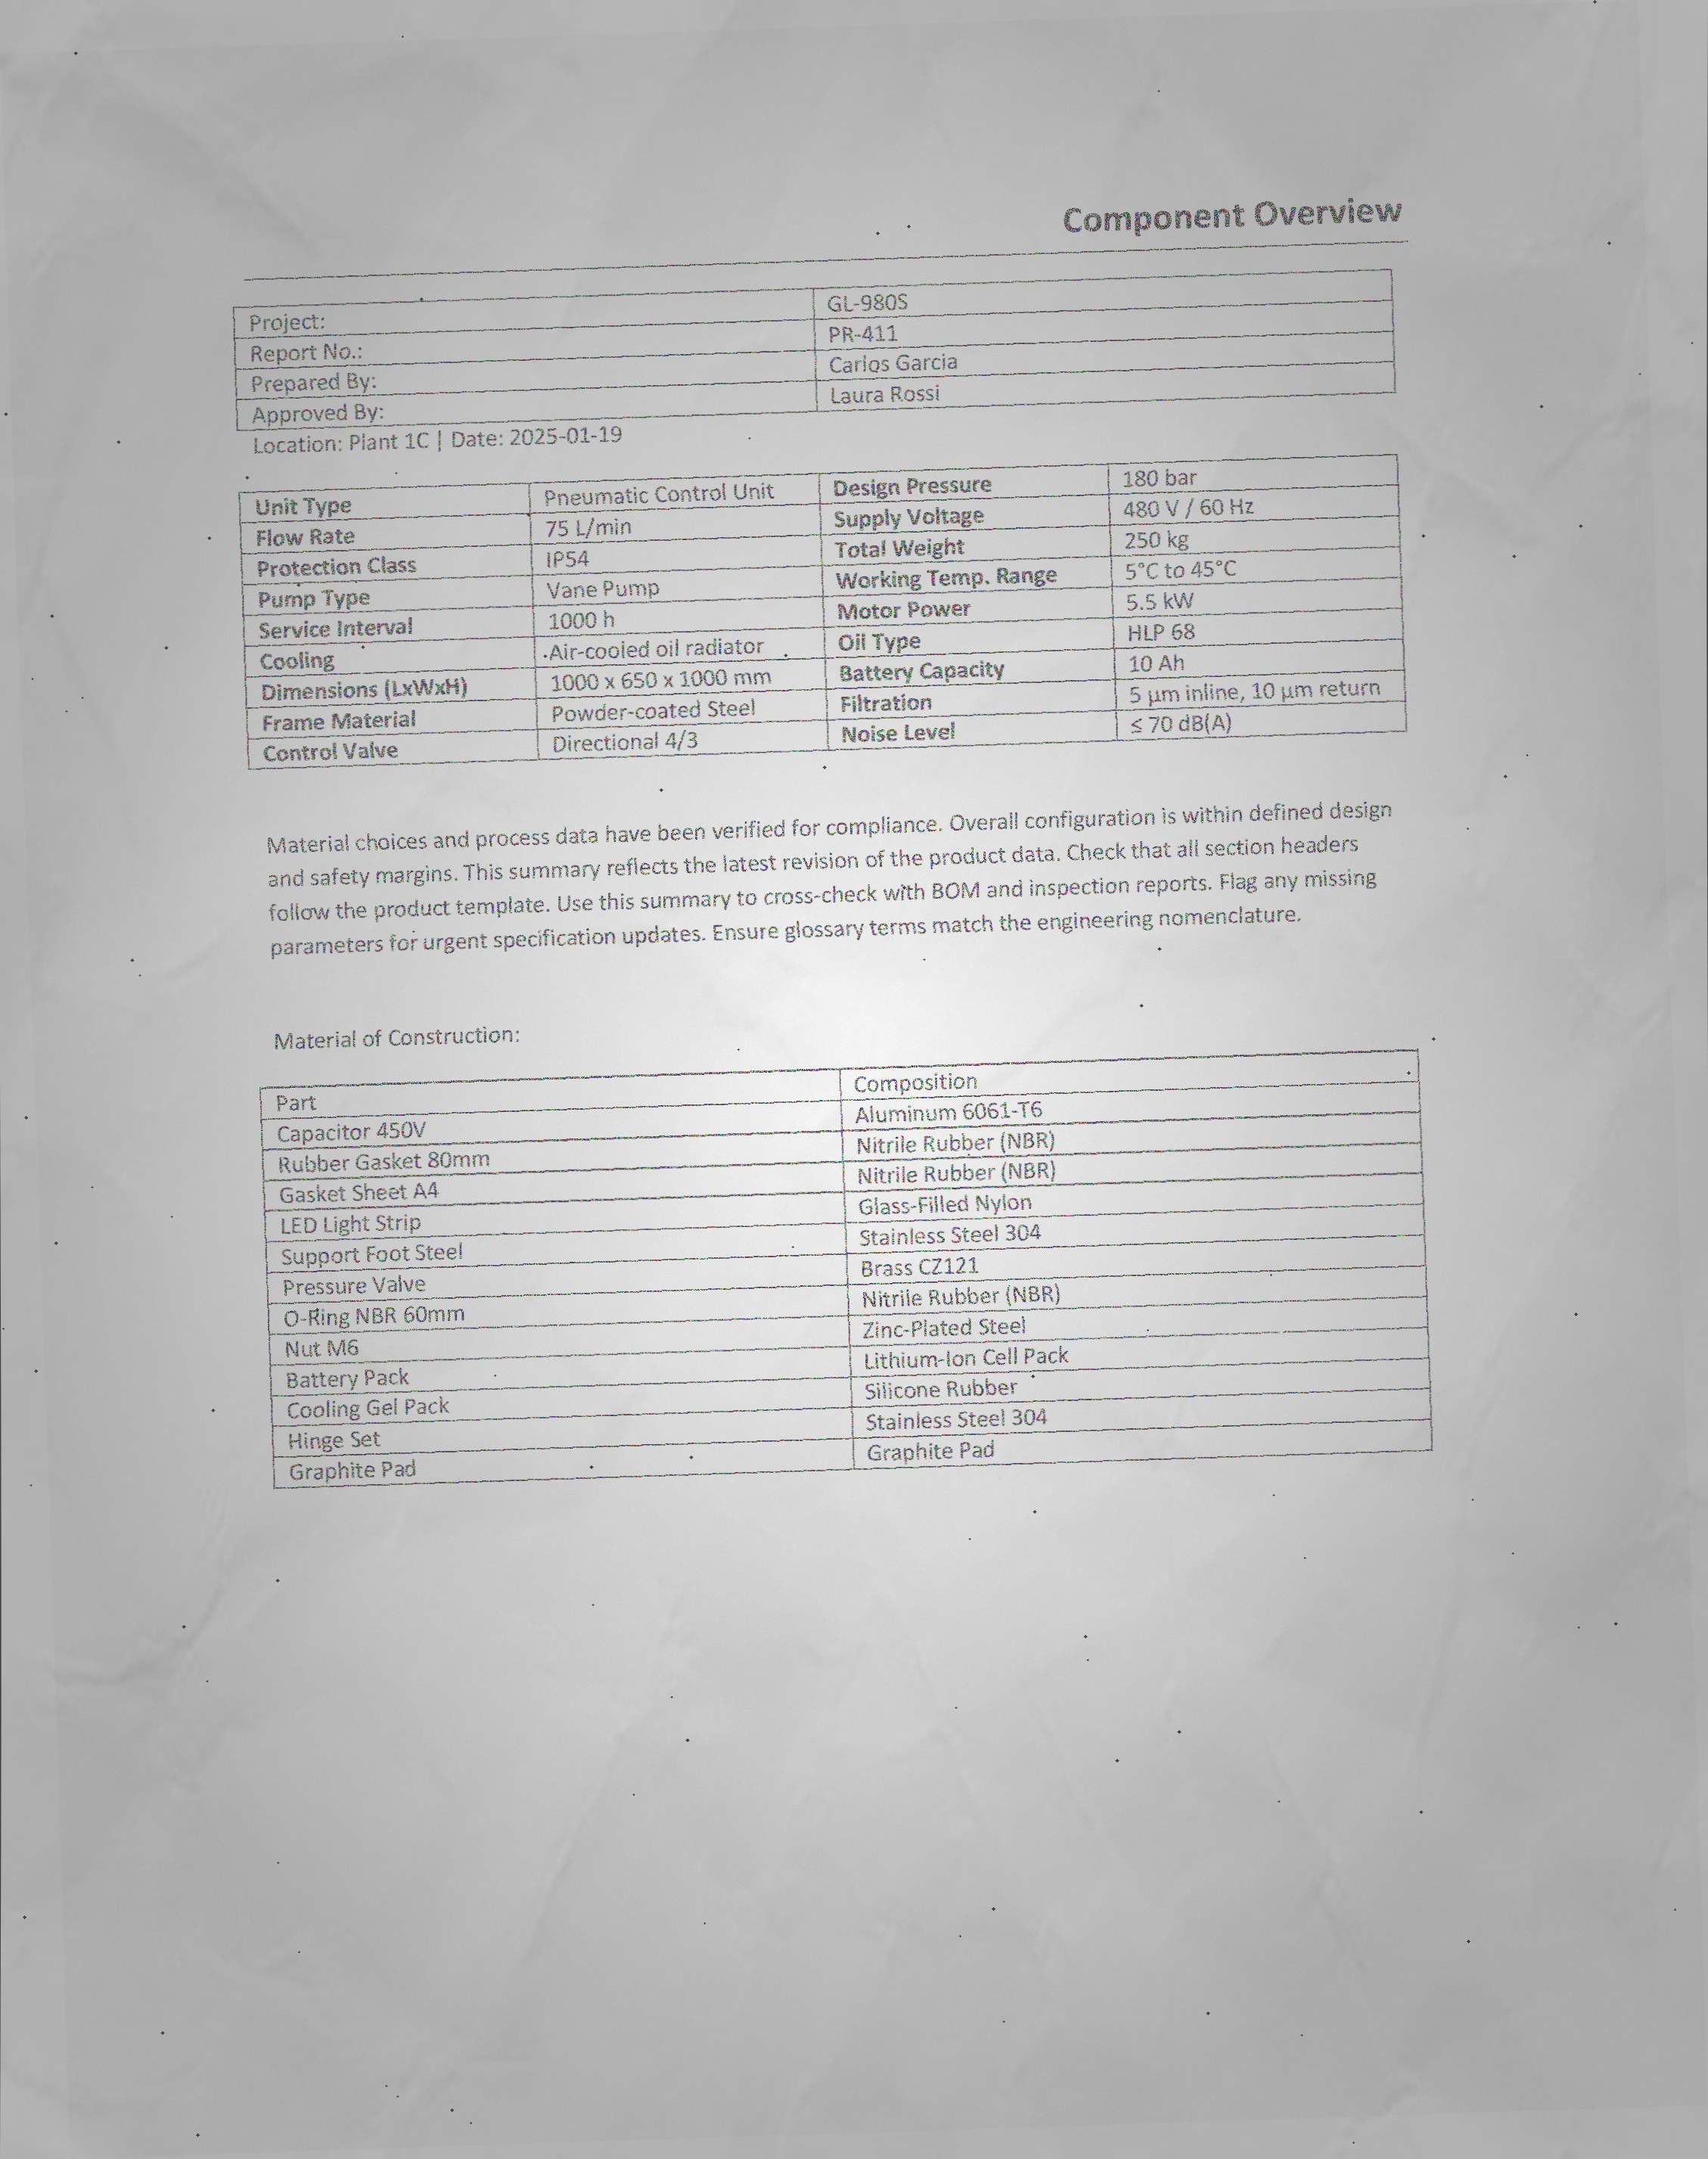 Component Overview
Project: GL-980S
Report No.: PR-411
Prepared By: Carlos Garcia
Approved By: Laura Rossi
Location: Plant 1C | Date: 2025-01-19
Unit Type Pneumatic Control Unit Design Pressure 180 bar
Flow Rate 75 L/min Supply Voltage 480 V / 60 Hz
Protection Class IP54 Total Weight 250 kg
Pump Type Vane Pump Working Temp. Range 5°C to 45°C
Service Interval 1000 h Motor Power 5.5 kW
Cooling Air-cooled oil radiator Oil Type HLP 68
Dimensions (LxWxH) 1000 x 650 x 1000 mm Battery Capacity 10 Ah
Frame Material Powder-coated Steel Filtration 5 µm inline, 10 µm return
Control Valve Directional 4/3 Noise Level ≤ 70 dB(A)
Material choices and process data have been verified for compliance. Overall configuration is within defined design
and safety margins. This summary reflects the latest revision of the product data. Check that all section headers
follow the product template. Use this summary to cross-check with BOM and inspection reports. Flag any missing
parameters for urgent specification updates. Ensure glossary terms match the engineering nomenclature.
Material of Construction:
Part Composition
Capacitor 450V Aluminum 6061-T6
Rubber Gasket 80mm Nitrile Rubber (NBR)
Gasket Sheet A4 Nitrile Rubber (NBR)
LED Light Strip Glass-Filled Nylon
Support Foot Steel Stainless Steel 304
Pressure Valve Brass CZ121
O-Ring NBR 60mm Nitrile Rubber (NBR)
Nut M6 Zinc-Plated Steel
Battery Pack Lithium-Ion Cell Pack
Cooling Gel Pack Silicone Rubber
Hinge Set Stainless Steel 304
Graphite Pad Graphite Pad